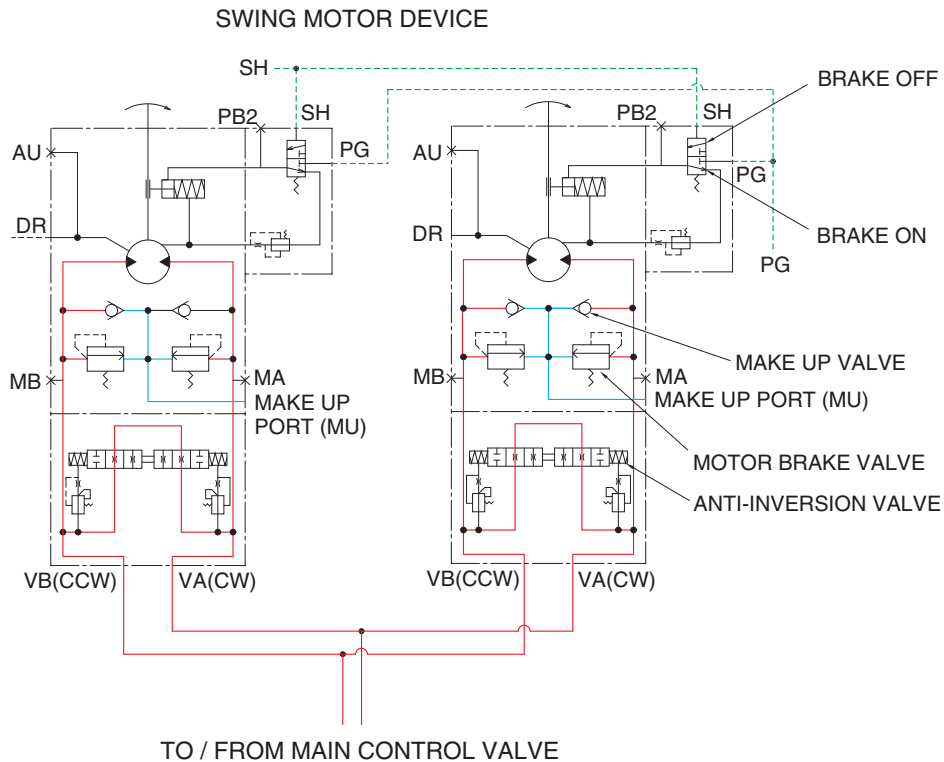 SWING MOTOR DEVICE
SH
PB2
SH
PG
AU
DR
MB
MA
MAKE UP
PORT (MU)
VB(CCW)
VA(CW)
PB2
SH
BRAKE OFF
AU
PG
DR
BRAKE ON
PG
MAKE UP VALVE
MB
MA
MAKE UP PORT (MU)
MOTOR BRAKE VALVE
ANTI-INVERSION VALVE
VB(CCW)
VA(CW)
TO / FROM MAIN CONTROL VALVE